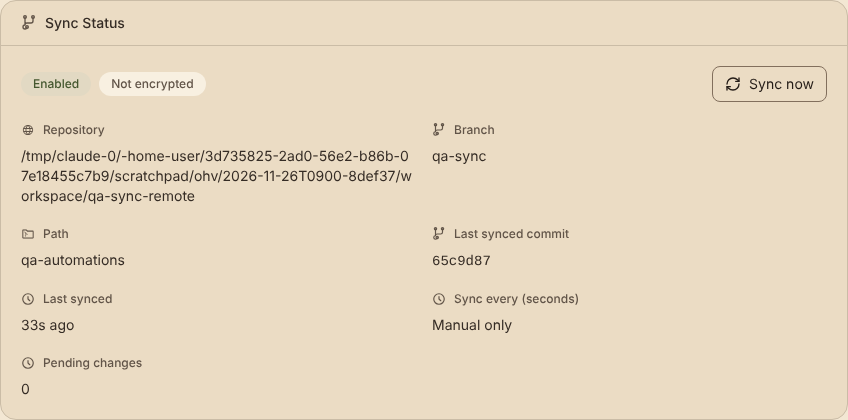 Sync Status
Enabled
Not encrypted
Sync now
Repository
/tmp/claude-0/-home-user/3d735825-2ad0-56e2-b86b-0
7e18455c7b9/scratchpad/ohv/2026-11-26T0900-8def37/w
orkspace/qa-sync-remote
Branch
qa-sync
Path
qa-automations
Last synced commit
65c9d87
Last synced
33s ago
Sync every (seconds)
Manual only
Pending changes
0